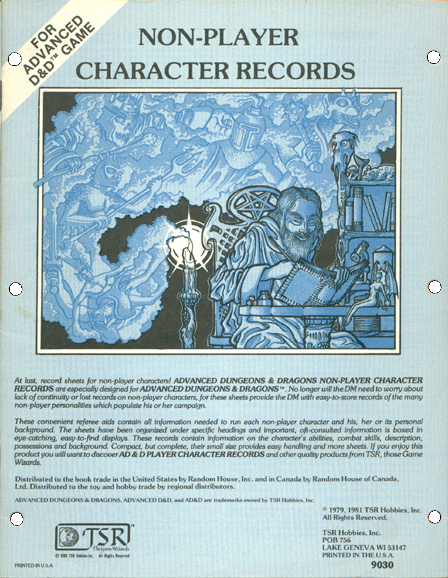 FOR
ADVANCED
D&D™ GAME
NON-PLAYER
CHARACTER RECORDS
At last, record sheets for non-player characters! ADVANCED DUNGEONS & DRAGONS NON-PLAYER CHARACTER
RECORDS are especially designed for ADVANCED DUNGEONS & DRAGONS™. No longer will the DM need to worry about
lack of continuity or lost records on non-player characters, for these sheets provide the DM with easy-to-store records of the many
non-player personalities which populate his or her campaign.
These convenient referee aids contain all information needed to run each non-player character and his, her or its personal
background. The sheets have been organized under specific headings and important, oft-consulted information is boxed in
eye-catching, easy-to-find displays. These records contain information on the character's abilities, combat skills, description,
possessions and background. Compact, but complete, their small size provides easy handling and more sheets. If you enjoy this
product you will want to discover AD & D PLAYER CHARACTER RECORDS and other quality products from TSR, those Game
Wizards.
Distributed to the book trade in the United States by Random House, Inc. and in Canada by Random House of Canada,
Ltd. Distributed to the toy and hobby trade by regional distributors.
ADVANCED DUNGEONS & DRAGONS, ADVANCED D&D, and AD&D are trademarks owned by TSR Hobbies, Inc.
© 1979, 1981 TSR Hobbies, Inc.
All Rights Reserved.
TSR Hobbies, Inc.
POB 756
LAKE GENEVA WI 53147
PRINTED IN THE U.S.A.
9030
TSR
The Game Wizards
TSR Hobbies, Inc. All Rights Reserved
PRINTED IN U.S.A.